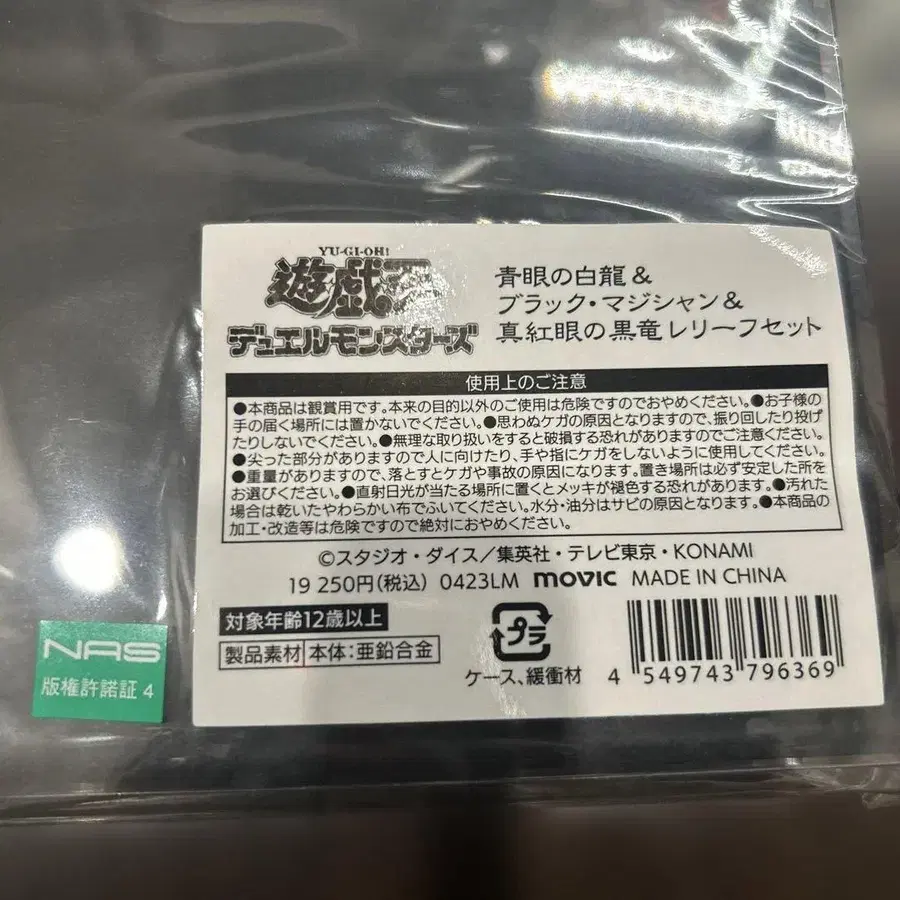 YU-GI-OH!
遊戯王
デュエルモンスターズ
青眼の白龍&
ブラック・マジシャン&
真紅眼の黒竜レリーフセット
使用上のご注意
●本商品は観賞用です。本来の目的以外のご使用は危険ですのでおやめください。●お子様の
手の届く場所には置かないでください。●思わぬケガの原因となりますので、振り回したり投げ
たりしないでください。●無理な取り扱いをすると破損する恐れがありますのでご注意ください。
●尖った部分がありますので人に向けたり、手や指にケガをしないように使用してください。
●重量がありますので、落とすとケガや事故の原因になります。置き場所は必ず安定した所を
お選びください。●直射日光が当たる場所に置くとメッキが褪色する恐れがあります。●汚れた
場合は乾いたやわらかい布でふいてください。水分・油分はサビの原因となります。●本商品の
加工・改造等は危険ですので絶対におやめください。
©スタジオ・ダイス/集英社・テレビ東京・KONAMI
19 250円(税込) 0423LM movic MADE IN CHINA
対象年齢12歳以上
製品素材 本体:亜鉛合金
プラ
ケース、緩衝材
4 549743 796369
NAS
版権許諾証 4